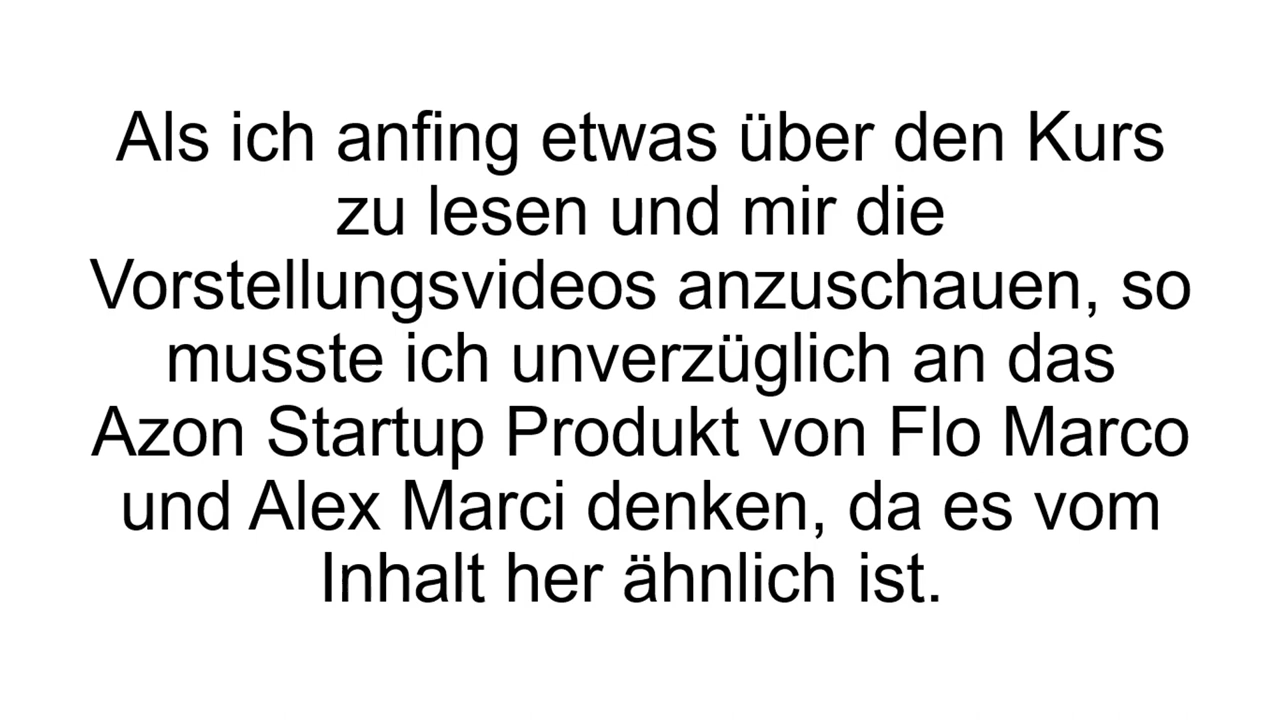 Als ich anfing etwas über den Kurs
zu lesen und mir die
Vorstellungsvideos anzuschauen, so
musste ich unverzüglich an das
Azon Startup Produkt von Flo Marco
und Alex Marci denken, da es vom
Inhalt her ähnlich ist.